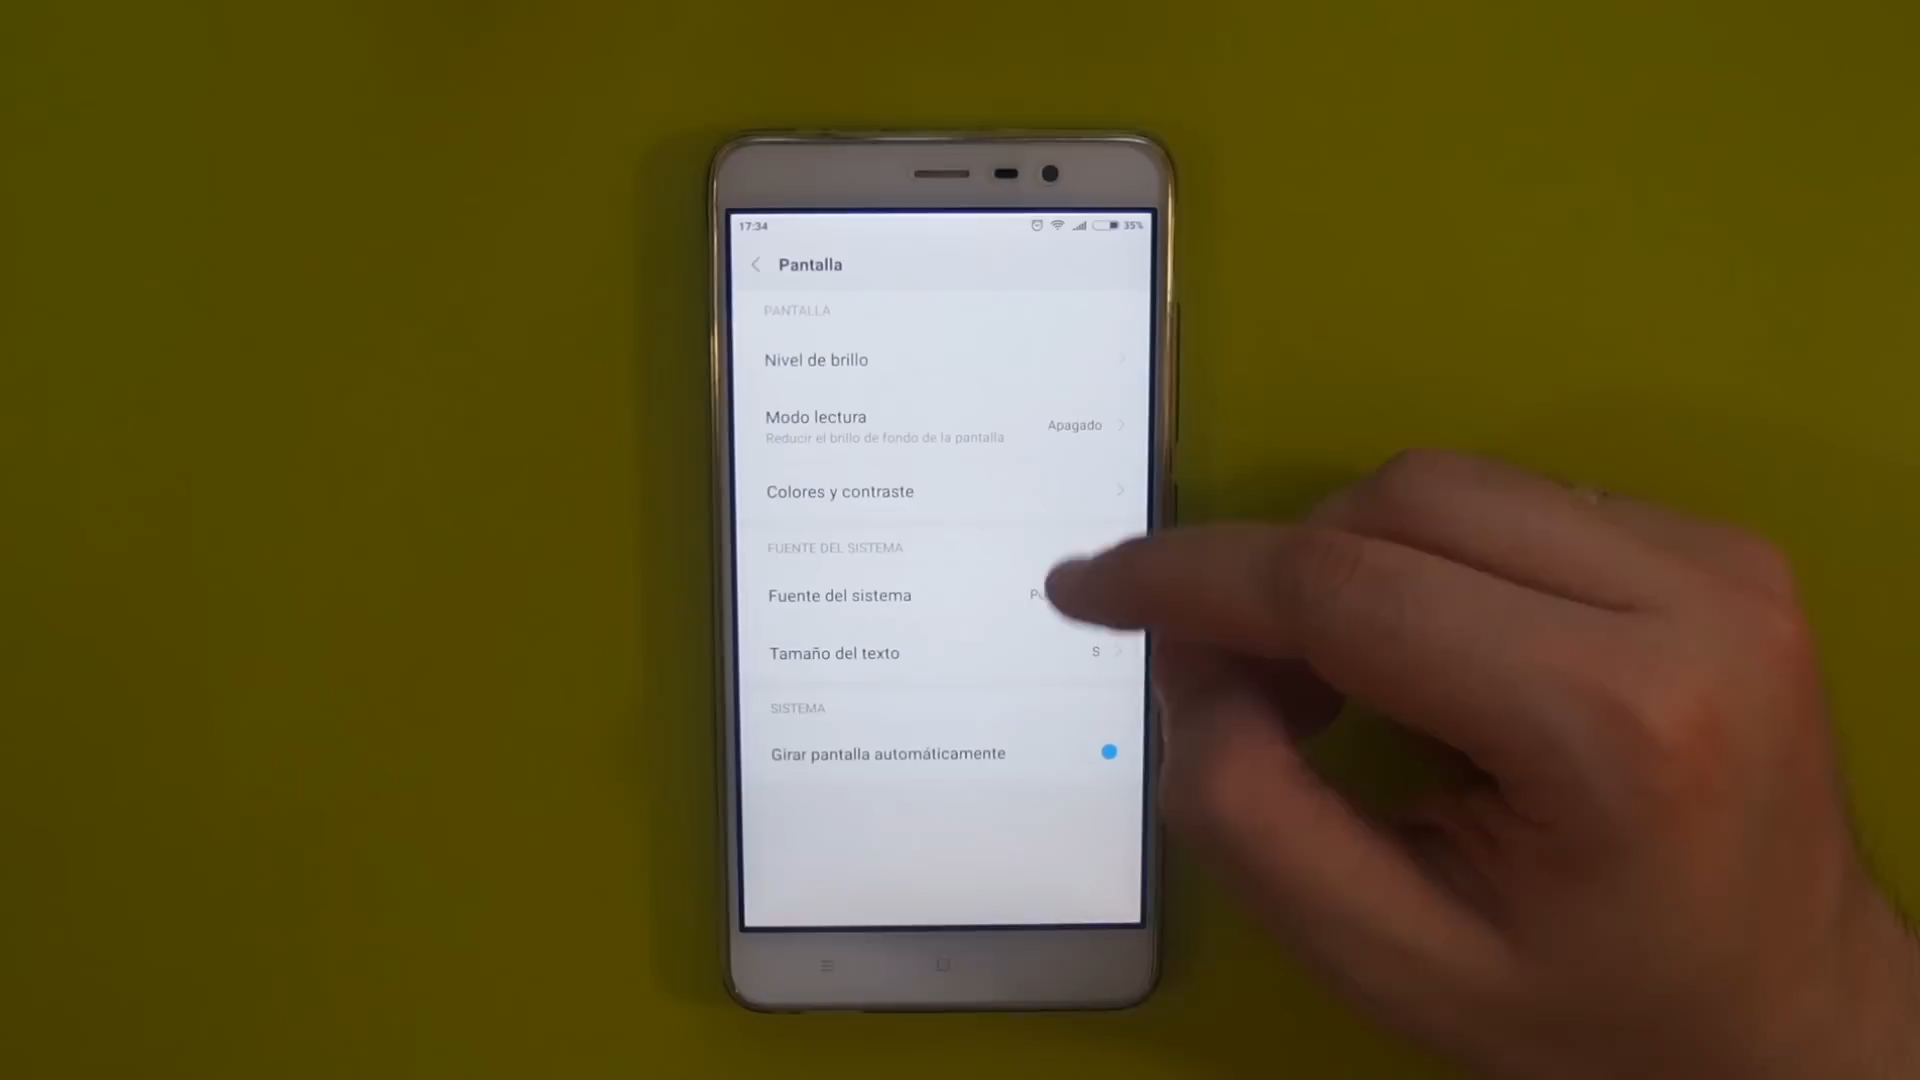 17:34 35%
Pantalla
PANTALLA
Nivel de brillo
Modo lectura
Reducir el brillo de fondo de la pantalla
Apagado
Colores y contraste
FUENTE DEL SISTEMA
Fuente del sistema
Tamaño del texto S
SISTEMA
Girar pantalla automáticamente